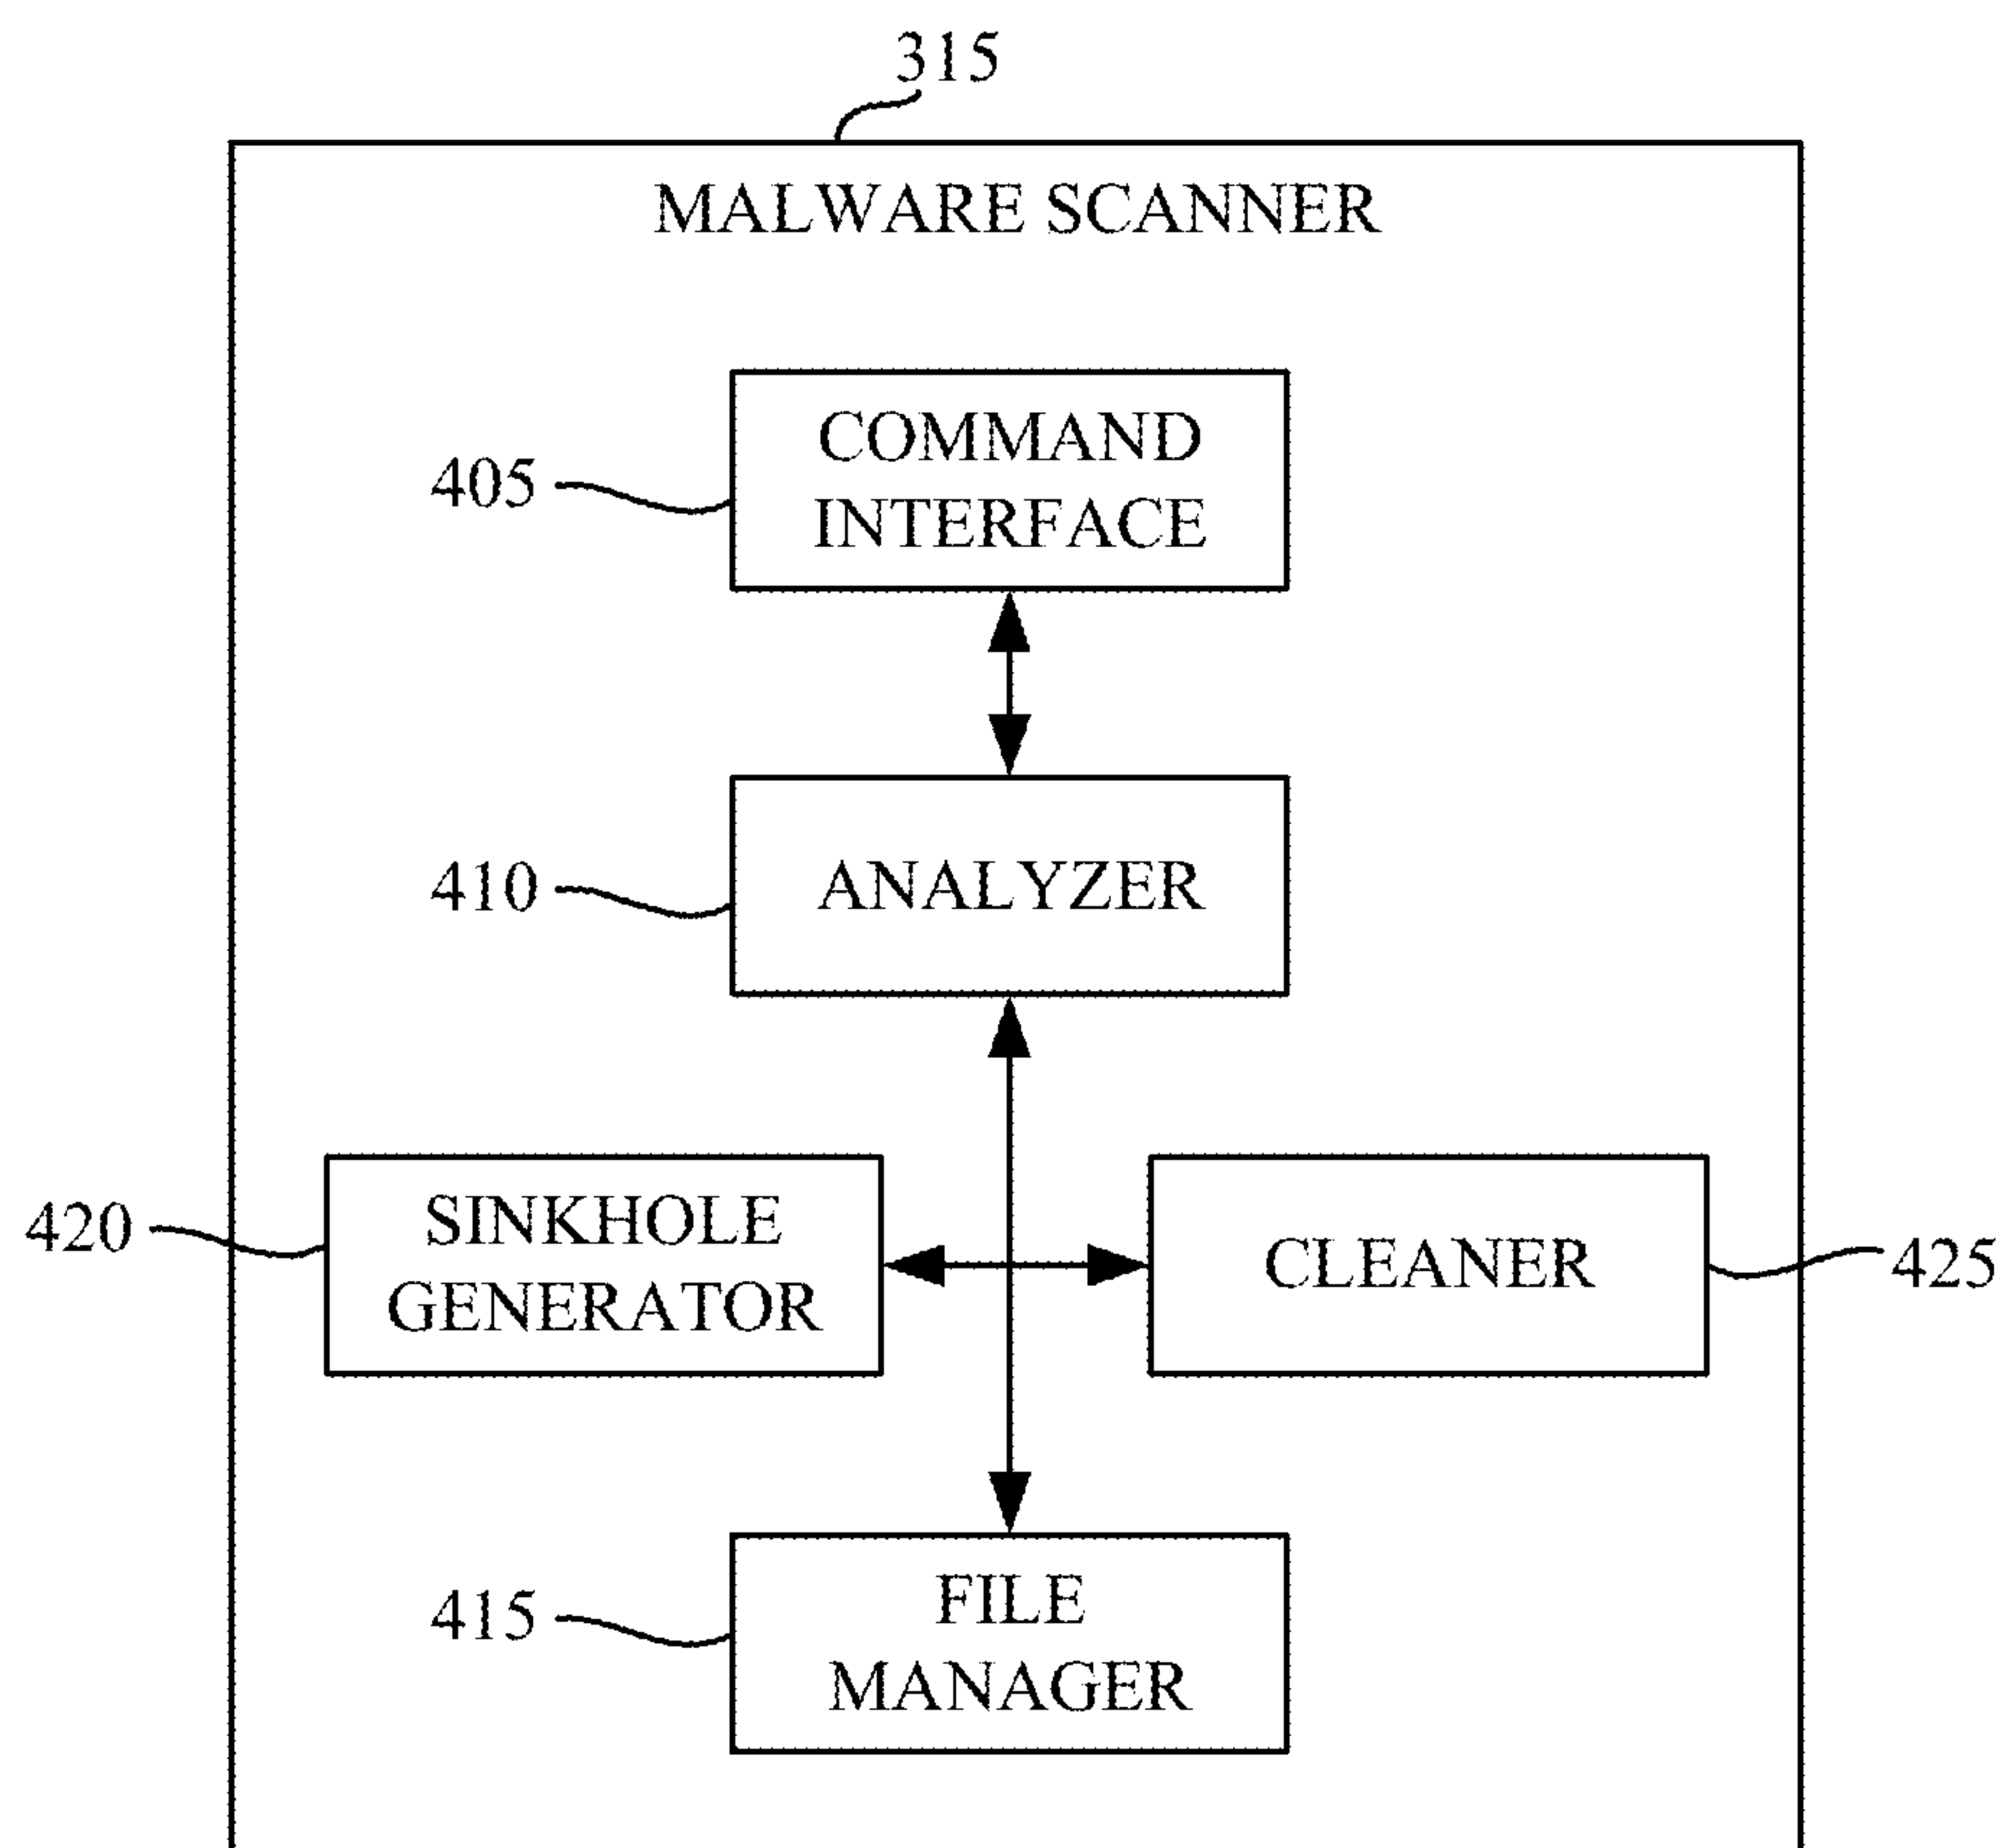 315
MALWARE SCANNER
COMMAND
INTERFACE
405
ANALYZER
410
SINKHOLE
GENERATOR
420
CLEANER
425
FILE
MANAGER
415